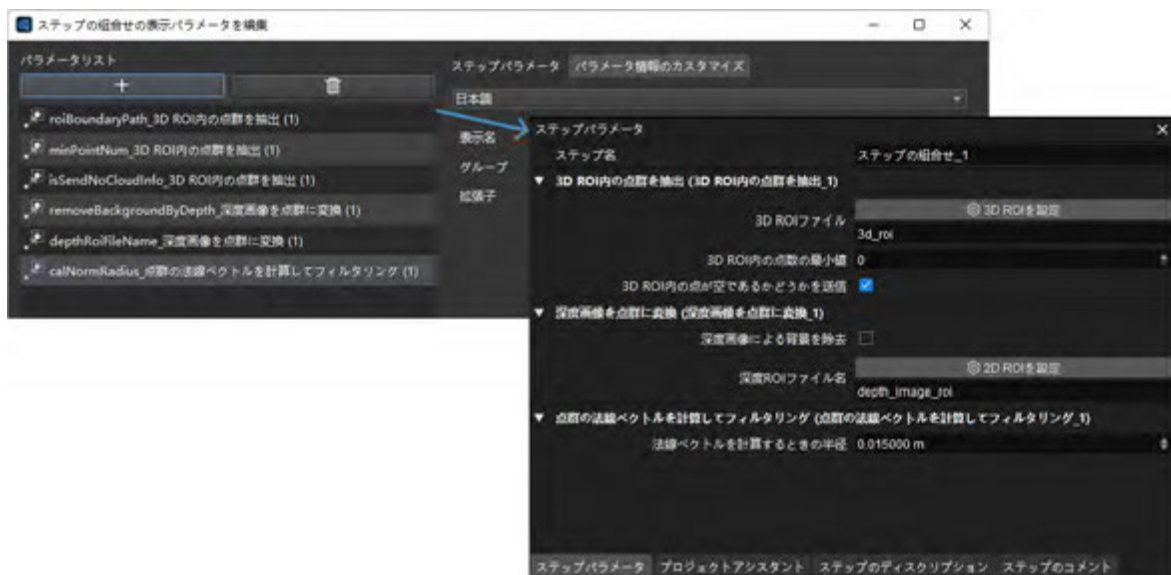 ステップの組合せの表示パラメータを編集
パラメータリスト
+
roiBoundaryPath_3D ROI内の点群を抽出 (1)
minPointNum_3D ROI内の点群を抽出 (1)
isSendNoCloudInfo_3D ROI内の点群を抽出 (1)
removeBackgroundByDepth_深度画像を点群に変換 (1)
depthRoiFileName_深度画像を点群に変換 (1)
calNormRadius_点群の法線ベクトルを計算してフィルタリング (1)
ステップパラメータ パラメータ情報のカスタマイズ
日本語
表示名
グループ
拡張子
ステップパラメータ
ステップ名 ステップの組合せ_1
3D ROI内の点群を抽出 (3D ROI内の点群を抽出_1)
3D ROIを設定
3D ROIファイル
3d_roi
3D ROI内の点数の最小値 0
3D ROI内の点が空であるかどうかを送信
深度画像を点群に変換 (深度画像を点群に変換_1)
深度画像による背景を除去
2D ROIを設定
深度ROIファイル名
depth_image_roi
点群の法線ベクトルを計算してフィルタリング (点群の法線ベクトルを計算してフィルタリング_1)
法線ベクトルを計算するときの半径 0.015000 m
ステップパラメータ プロジェクトアシスタント ステップのディスクリプション ステップのコメント